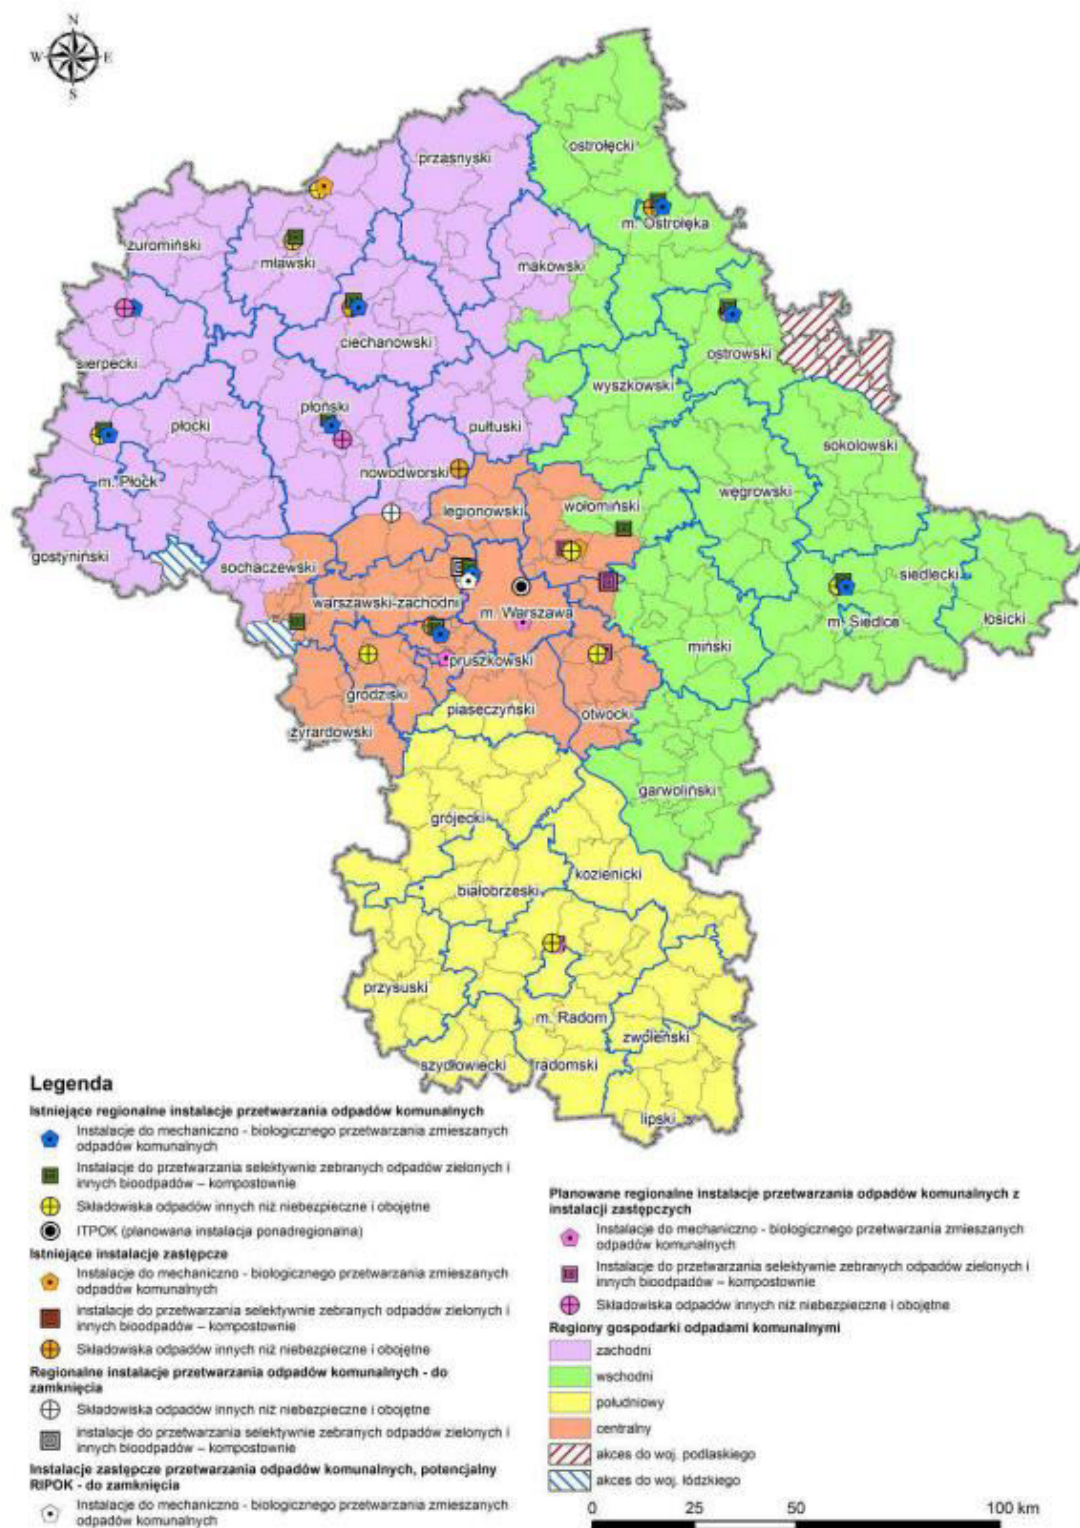 N
W
E
S
ostrołęcki
przasnyski
m. Ostrołęka
żuromiński
mławski
makowski
ciechanowski
ostrowski
sierpecki
wyszkowski
płoński
płocki
pułtuski
sokołowski
nowodworski
m. Płock
węgrowski
legionowski
wołomiński
gostyniński
sochaczewski
siedlecki
warszawski-zachodni
m. Warszawa
m. Siedlce
łosicki
miński
pruszkowski
grodziski
piaseczyński
otwocki
żyrardowski
garwoliński
grójecki
kozienicki
białobrzeski
przysuski
m. Radom
zwoleński
szydłowiecki
radomski
lipski
Legenda
Istniejące regionalne instalacje przetwarzania odpadów komunalnych
Instalacje do mechaniczno - biologicznego przetwarzania zmieszanych
odpadów komunalnych
Instalacje do przetwarzania selektywnie zebranych odpadów zielonych i
innych bioodpadów – kompostownie
Składowiska odpadów innych niż niebezpieczne i obojętne
ITPOK (planowana instalacja ponadregionalna)
Istniejące instalacje zastępcze
Instalacje do mechaniczno - biologicznego przetwarzania zmieszanych
odpadów komunalnych
instalacje do przetwarzania selektywnie zebranych odpadów zielonych i
innych bioodpadów – kompostownie
Składowiska odpadów innych niż niebezpieczne i obojętne
Regionalne instalacje przetwarzania odpadów komunalnych - do
zamknięcia
Składowiska odpadów innych niż niebezpieczne i obojętne
instalacje do przetwarzania selektywnie zebranych odpadów zielonych i
innych bioodpadów – kompostownie
Instalacje zastępcze przetwarzania odpadów komunalnych, potencjalny
RIPOK - do zamknięcia
Instalacje do mechaniczno - biologicznego przetwarzania zmieszanych
odpadów komunalnych
Planowane regionalne instalacje przetwarzania odpadów komunalnych z
instalacji zastępczych
Instalacje do mechaniczno - biologicznego przetwarzania zmieszanych
odpadów komunalnych
Instalacje do przetwarzania selektywnie zebranych odpadów zielonych i
innych bioodpadów – kompostownie
Składowiska odpadów innych niż niebezpieczne i obojętne
Regiony gospodarki odpadami komunalnymi
zachodni
wschodni
południowy
centralny
akces do woj. podlaskiego
akces do woj. łódzkiego
0 25 50 100 km